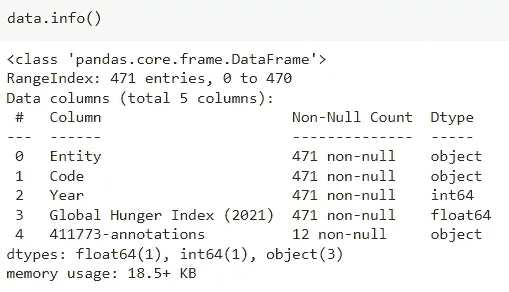 data.info()
<class 'pandas.core.frame.DataFrame'>
RangeIndex: 471 entries, 0 to 470
Data columns (total 5 columns):
 #   Column                      Non-Null Count  Dtype
---  ------                      --------------  -----
 0   Entity                      471 non-null    object
 1   Code                        471 non-null    object
 2   Year                        471 non-null    int64
 3   Global Hunger Index (2021)  471 non-null    float64
 4   411773-annotations          12 non-null     object
dtypes: float64(1), int64(1), object(3)
memory usage: 18.5+ KB